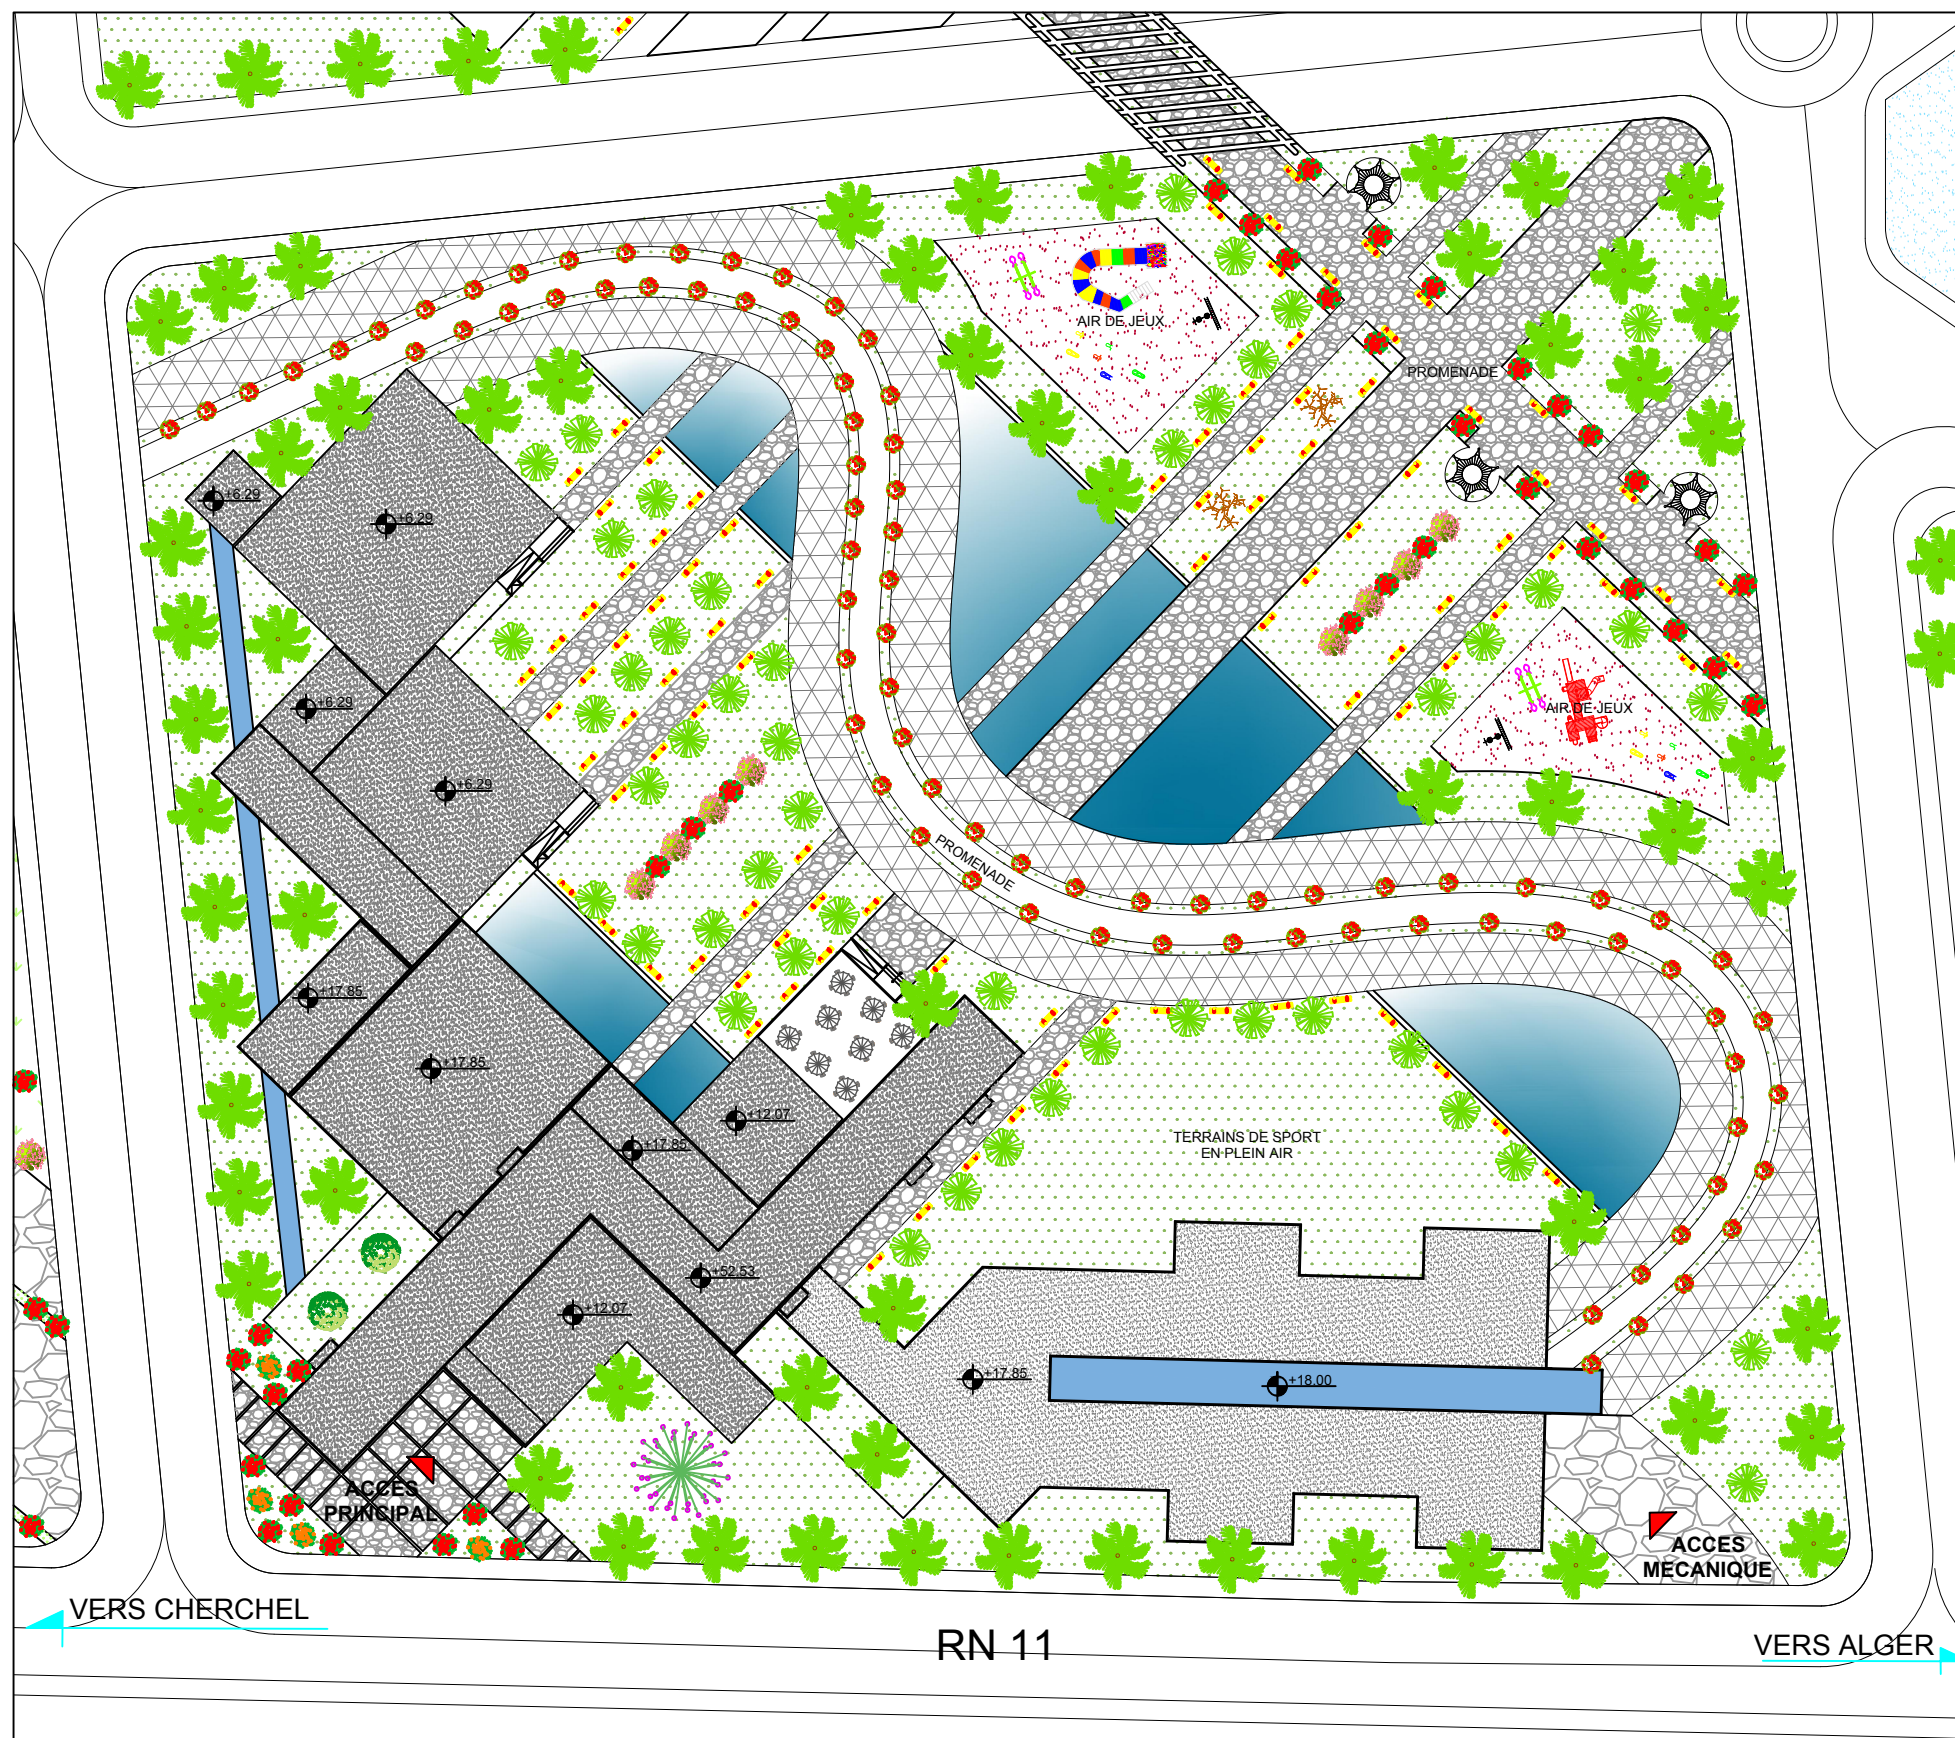 AIR DE JEUX
PROMENADE
+6.29
+6.29
+6.29
AIR DE JEUX
+6.29
PROMENADE
+17.85
+17.85
+12.07
+17.85
TERRAINS DE SPORT
EN PLEIN AIR
+52.53
+12.07
+17.85
+18.00
ACCES
PRINCIPAL
ACCES
MECANIQUE
VERS CHERCHEL
RN 11
VERS ALGER